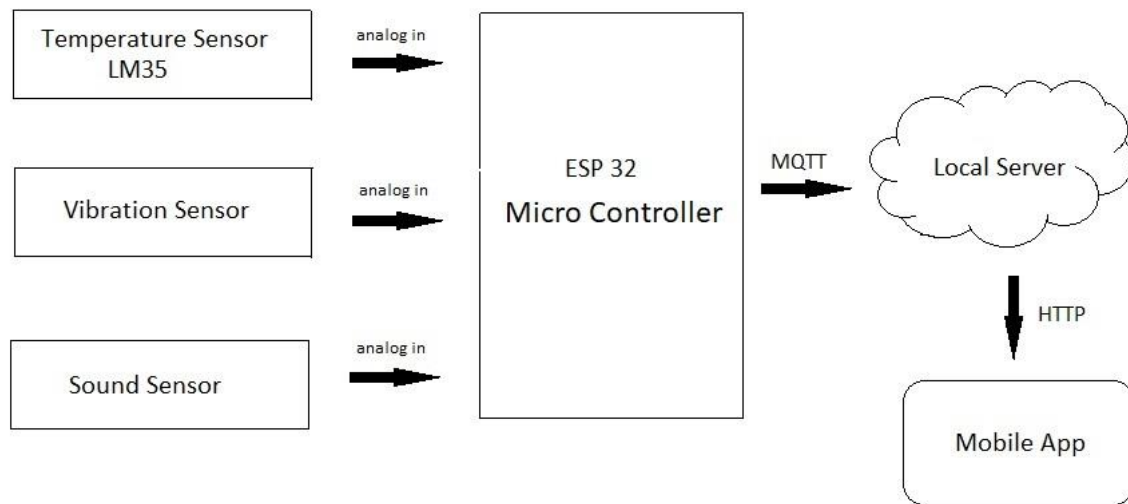 Temperature Sensor
LM35
analog in
Vibration Sensor
analog in
Sound Sensor
analog in
ESP 32
Micro Controller
MQTT
Local Server
HTTP
Mobile App